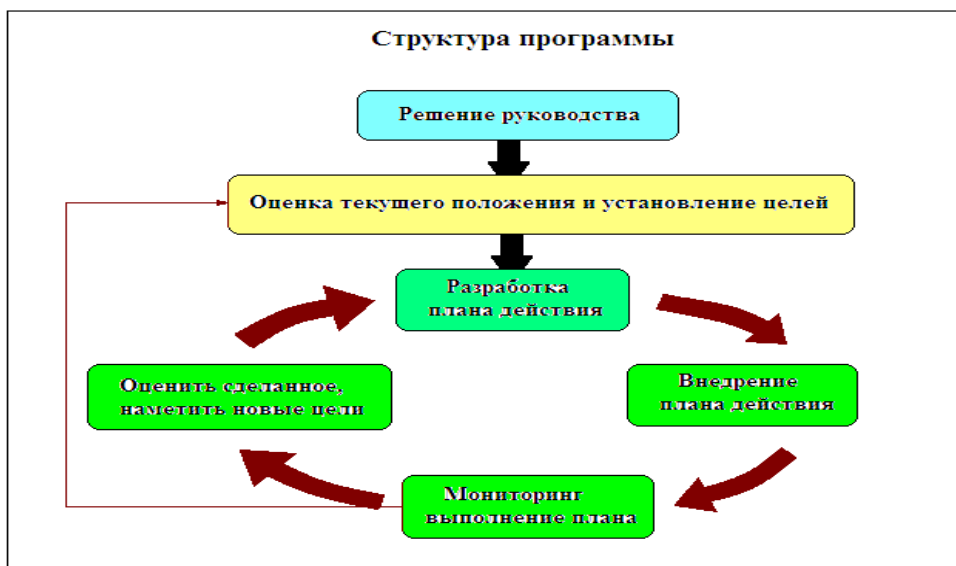 Структура программы
Решение руководства
Оценка текущего положения и установление целей
Разработка
плана действия
Оценить сделанное,
наметить новые цели
Внедрение
плана действия
Мониторинг
выполнение плана